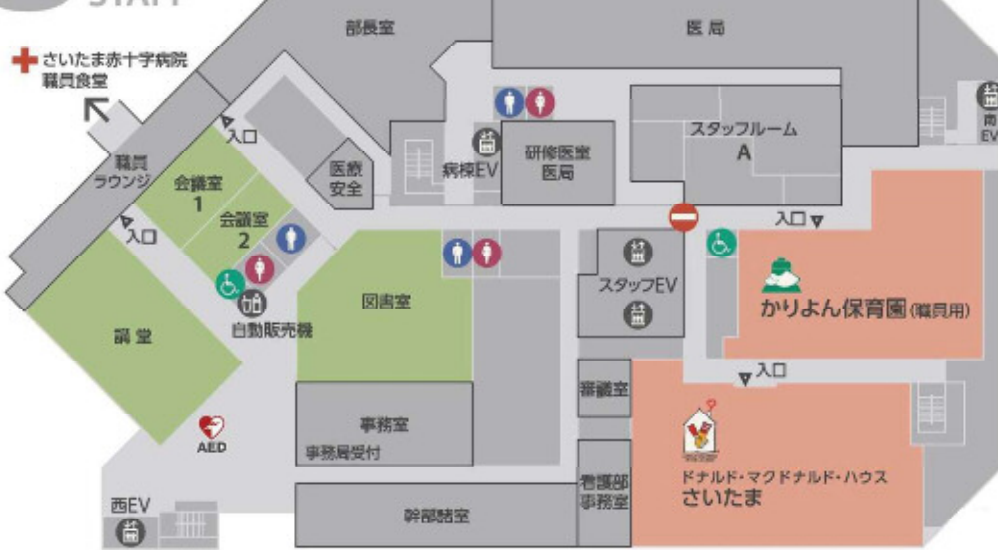 STAFF
部長室
医局
さいたま赤十字病院
職員食堂
入口
職員
ラウンジ
会議室
1
会議室
2
医療
安全
病棟EV
研修医室
医局
スタッフルーム
A
南
EV
入口
入口
図書室
スタッフEV
かりよん保育園(職員用)
自動販売機
講堂
入口
審議室
AED
事務室
事務局受付
ドナルド・マクドナルド・ハウス
さいたま
看護部
事務室
西EV
幹部諸室